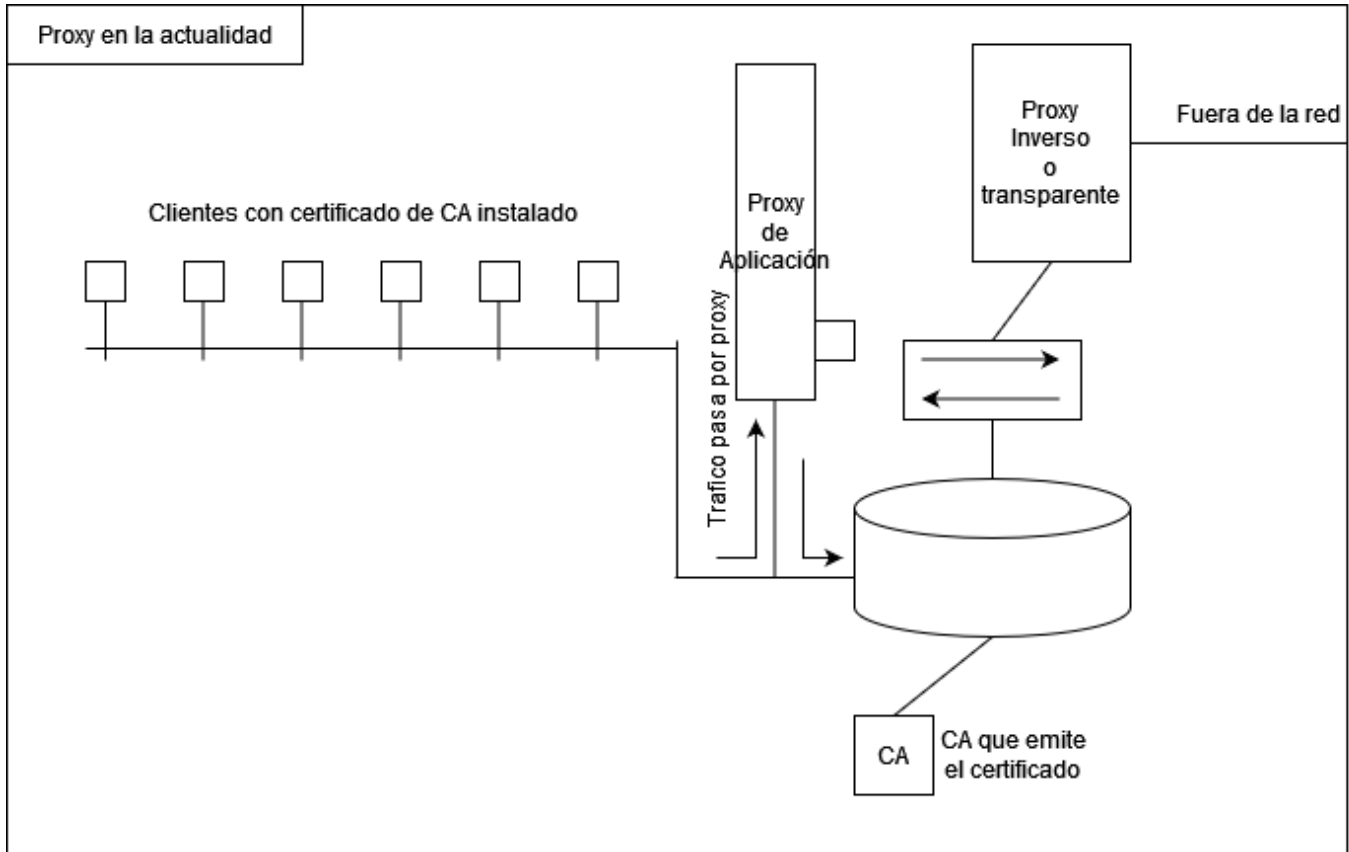 Proxy en la actualidad
Proxy
Inverso
o
transparente
Fuera de la red
Clientes con certificado de CA instalado
Proxy
de
Aplicación
Trafico pasa por proxy
CA
CA que emite
el certificado